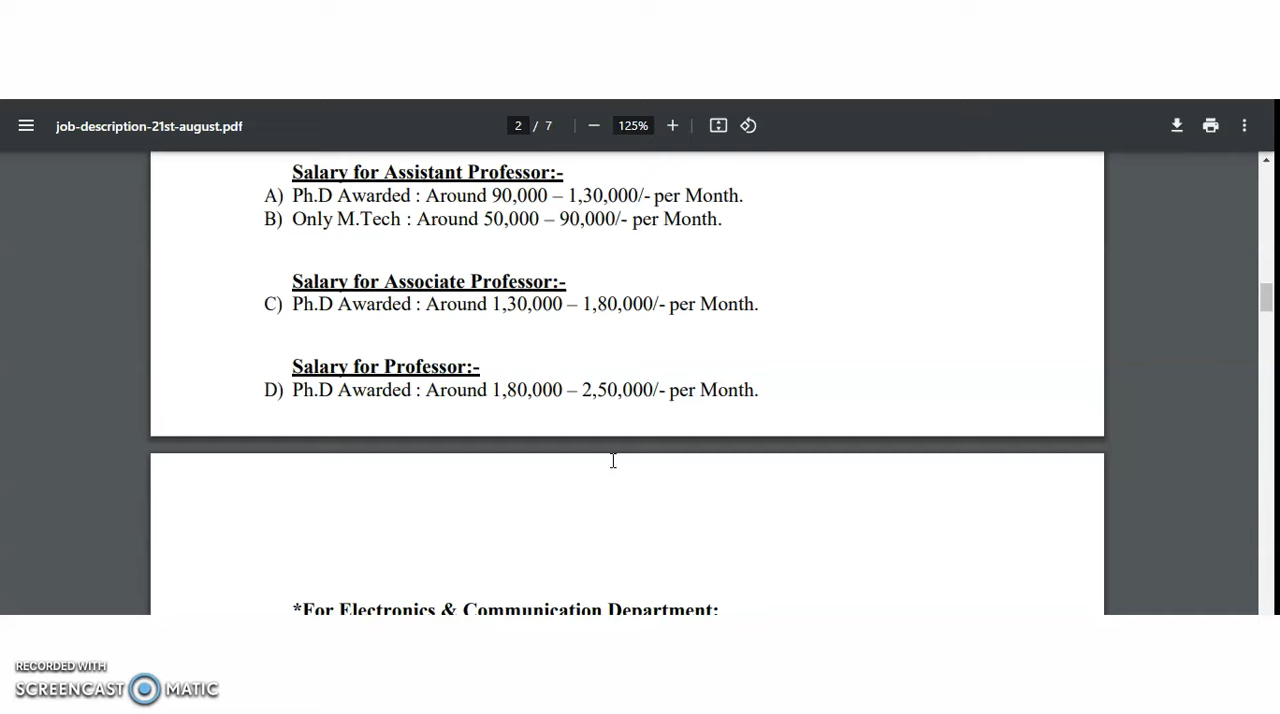 job-description-21st-august.pdf
2 / 7
125%
Salary for Assistant Professor:-
A) Ph.D Awarded : Around 90,000 – 1,30,000/- per Month.
B) Only M.Tech : Around 50,000 – 90,000/- per Month.
Salary for Associate Professor:-
C) Ph.D Awarded : Around 1,30,000 – 1,80,000/- per Month.
Salary for Professor:-
D) Ph.D Awarded : Around 1,80,000 – 2,50,000/- per Month.
*For Electronics & Communication Department:
RECORDED WITH
SCREENCAST MATIC